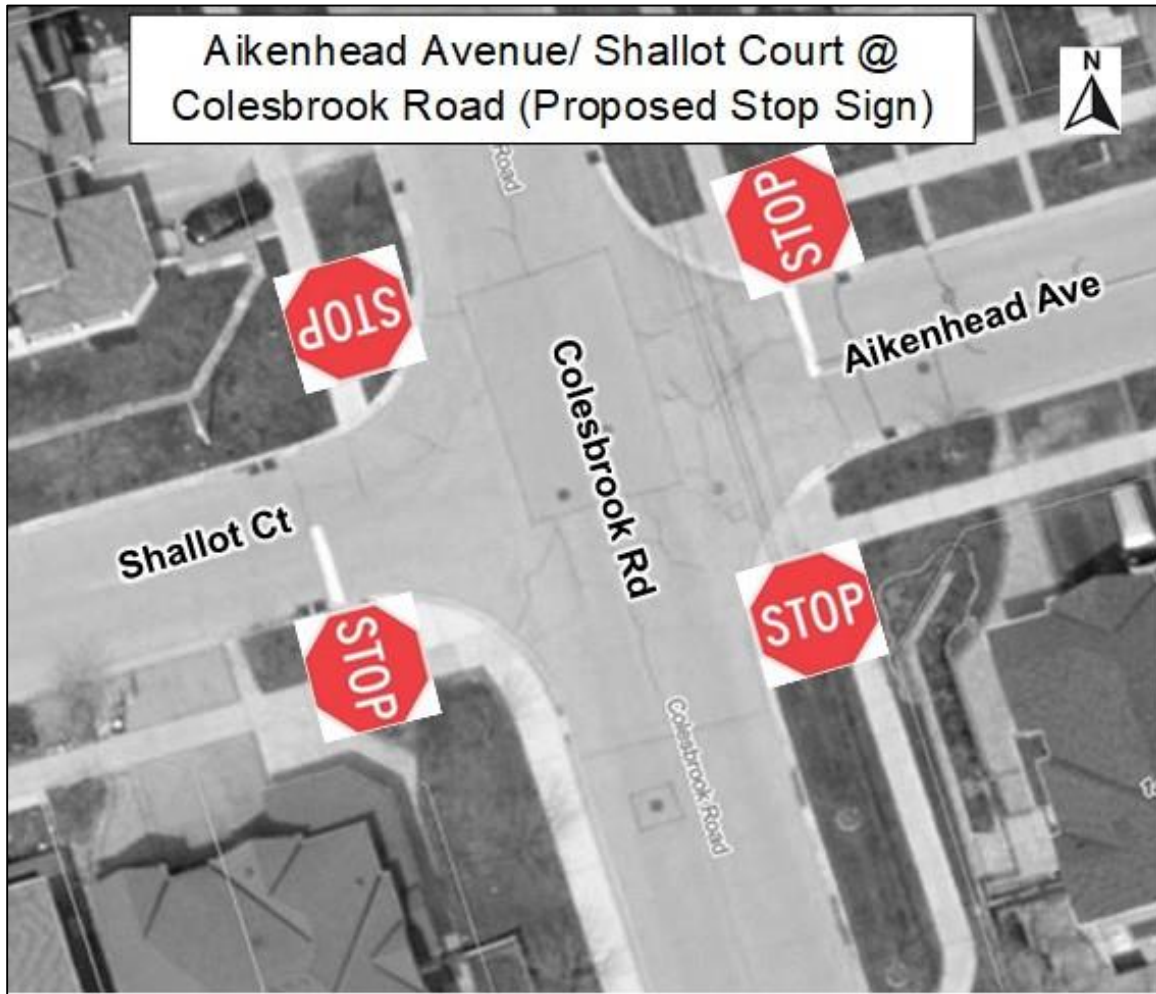 Aikenhead Avenue/ Shallot Court @
Colesbrook Road (Proposed Stop Sign)
N
Road
STOP
STOP
Aikenhead Ave
Colesbrook Rd
Shallot Ct
STOP
STOP
Colesbrook Road